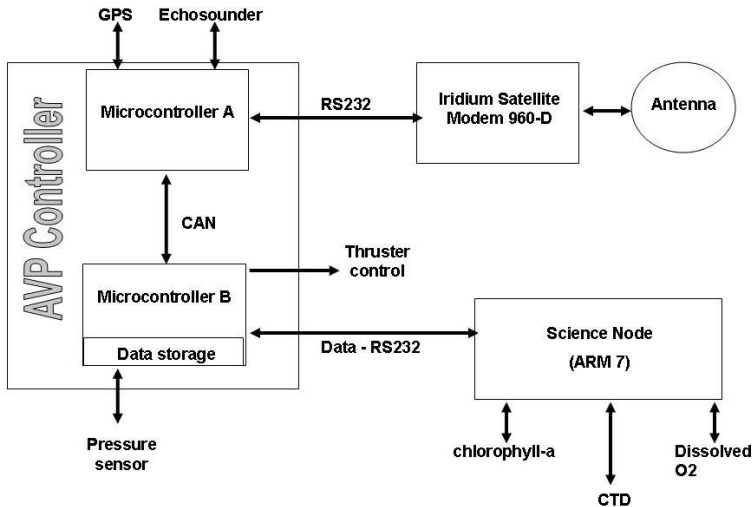 GPS
Echosounder
AVP Controller
Microcontroller A
RS232
Iridium Satellite
Modem 960-D
Antenna
CAN
Thruster
control
Microcontroller B
Data storage
Data - RS232
Science Node
(ARM 7)
Pressure
sensor
chlorophyll-a
CTD
Dissolved
O2